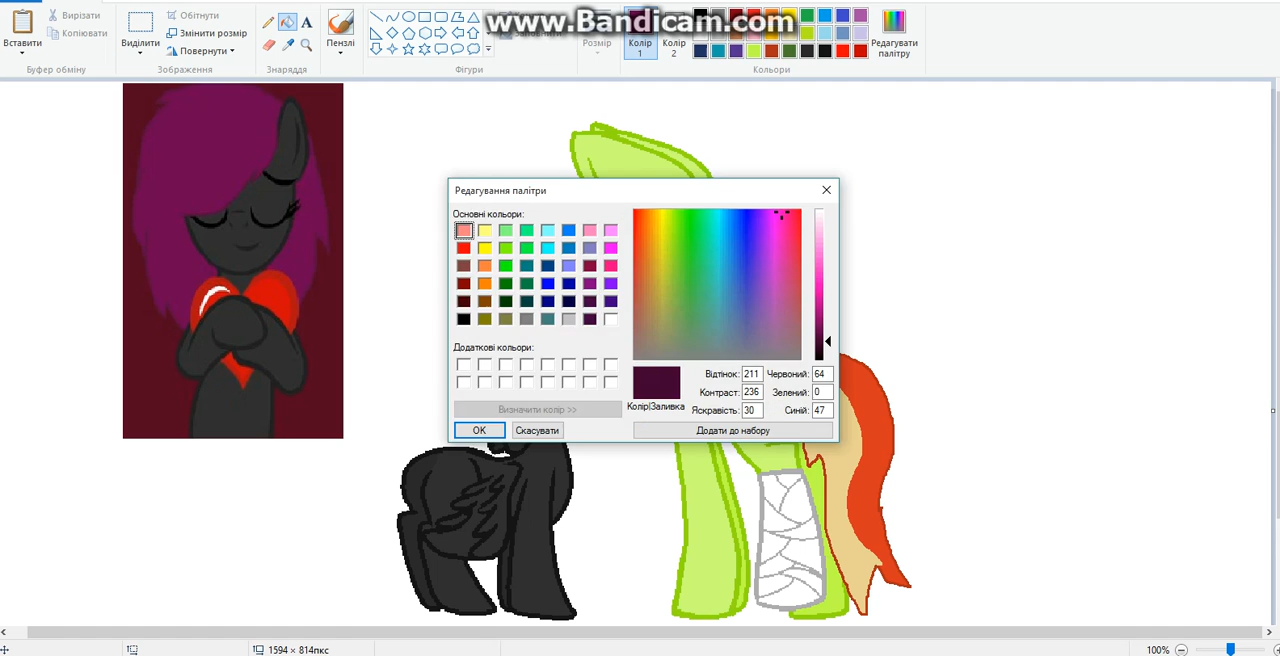 www.Bandicam.com
Вставити
Вирізати
Копіювати
Буфер обміну
Виділити
Обітнути
Змінити розмір
Повернути
Зображення
A
Знаряддя
Пензлі
Фігури
Розмір
Колір 1
Колір 2
Редагувати палітру
Кольори
Редагування палітри
Основні кольори:
Додаткові кольори:
Визначити колір >>
OK
Скасувати
Колір|Заливка
Відтінок: 211
Контраст: 236
Яскравість: 30
Червоний: 64
Зелений: 0
Синій: 47
Додати до набору
1594 × 814пкс
100%